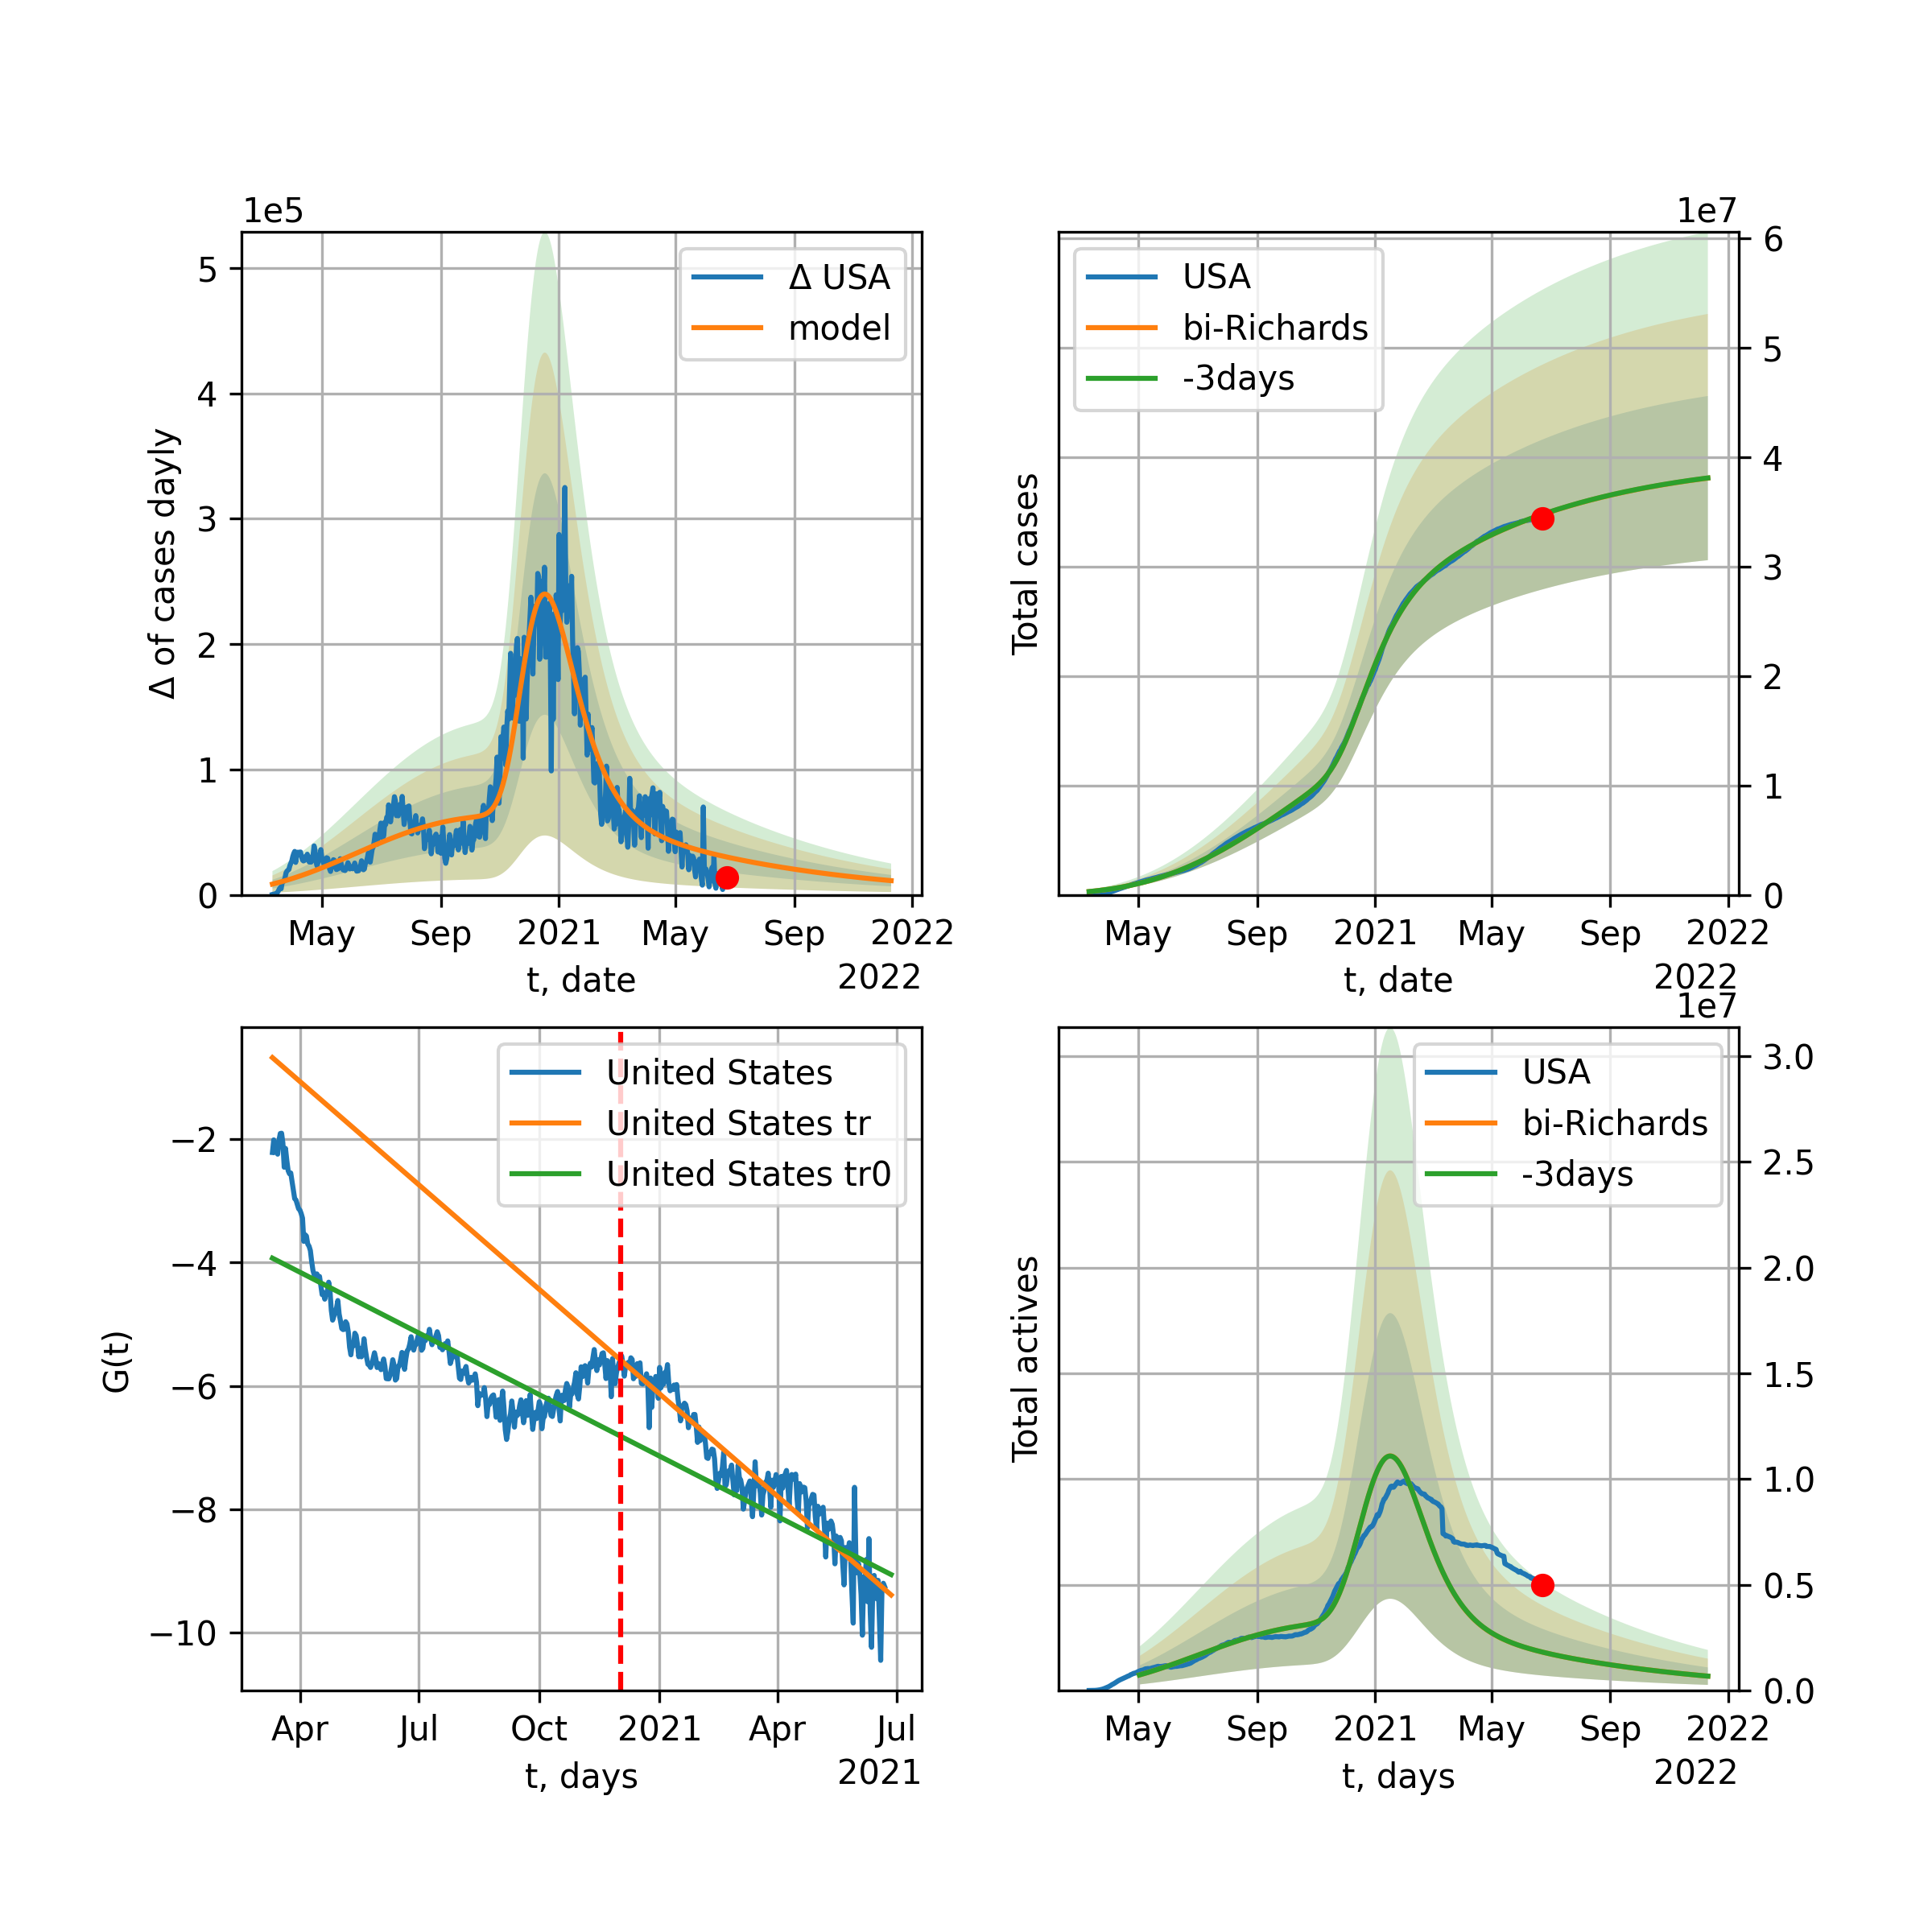 1e5
5
4
3
2
1
0
Δ of cases dayly
Δ USA
model
May
Sep
2021
May
Sep
2022
t, date
2022
1e7
6
5
4
3
2
1
0
Total cases
USA
bi-Richards
-3days
May
Sep
2021
May
Sep
2022
t, date
2022
−2
−4
−6
−8
−10
G(t)
United States
United States tr
United States tr0
Apr
Jul
Oct
2021
Apr
Jul
t, days
2021
1e7
3.0
2.5
2.0
1.5
1.0
0.5
0.0
Total actives
USA
bi-Richards
-3days
May
Sep
2021
May
Sep
2022
t, days
2022